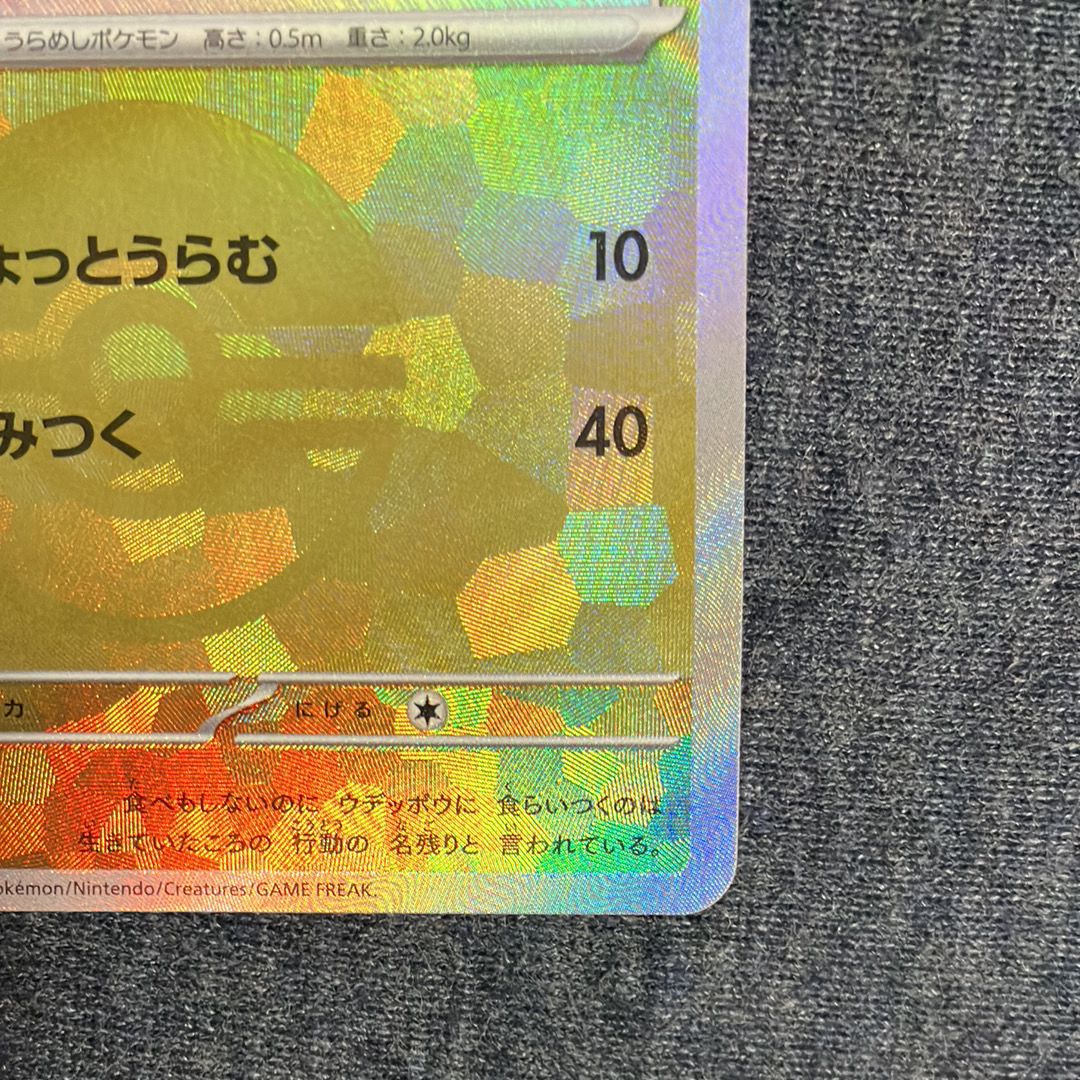 うらめしポケモン 高さ:0.5m 重さ:2.0kg
ょっとうらむ 10
みつく 40
カ にげる
食べもしないのに ウデッポウに 食らいつくのは
生きていたころの 行動の 名残りと 言われている。
okémon/Nintendo/Creatures/GAME FREAK.